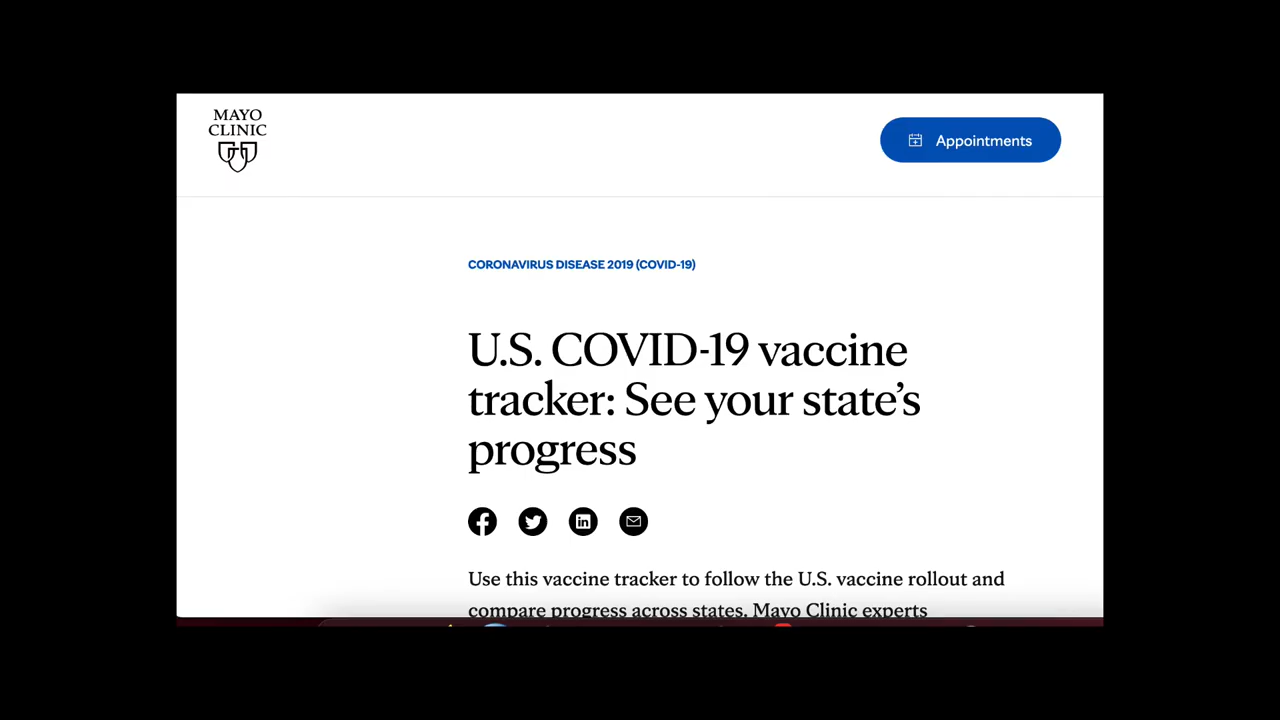 MAYO
CLINIC
Appointments
CORONAVIRUS DISEASE 2019 (COVID-19)
U.S. COVID-19 vaccine
tracker: See your state’s
progress
Use this vaccine tracker to follow the U.S. vaccine rollout and
compare progress across states. Mayo Clinic experts